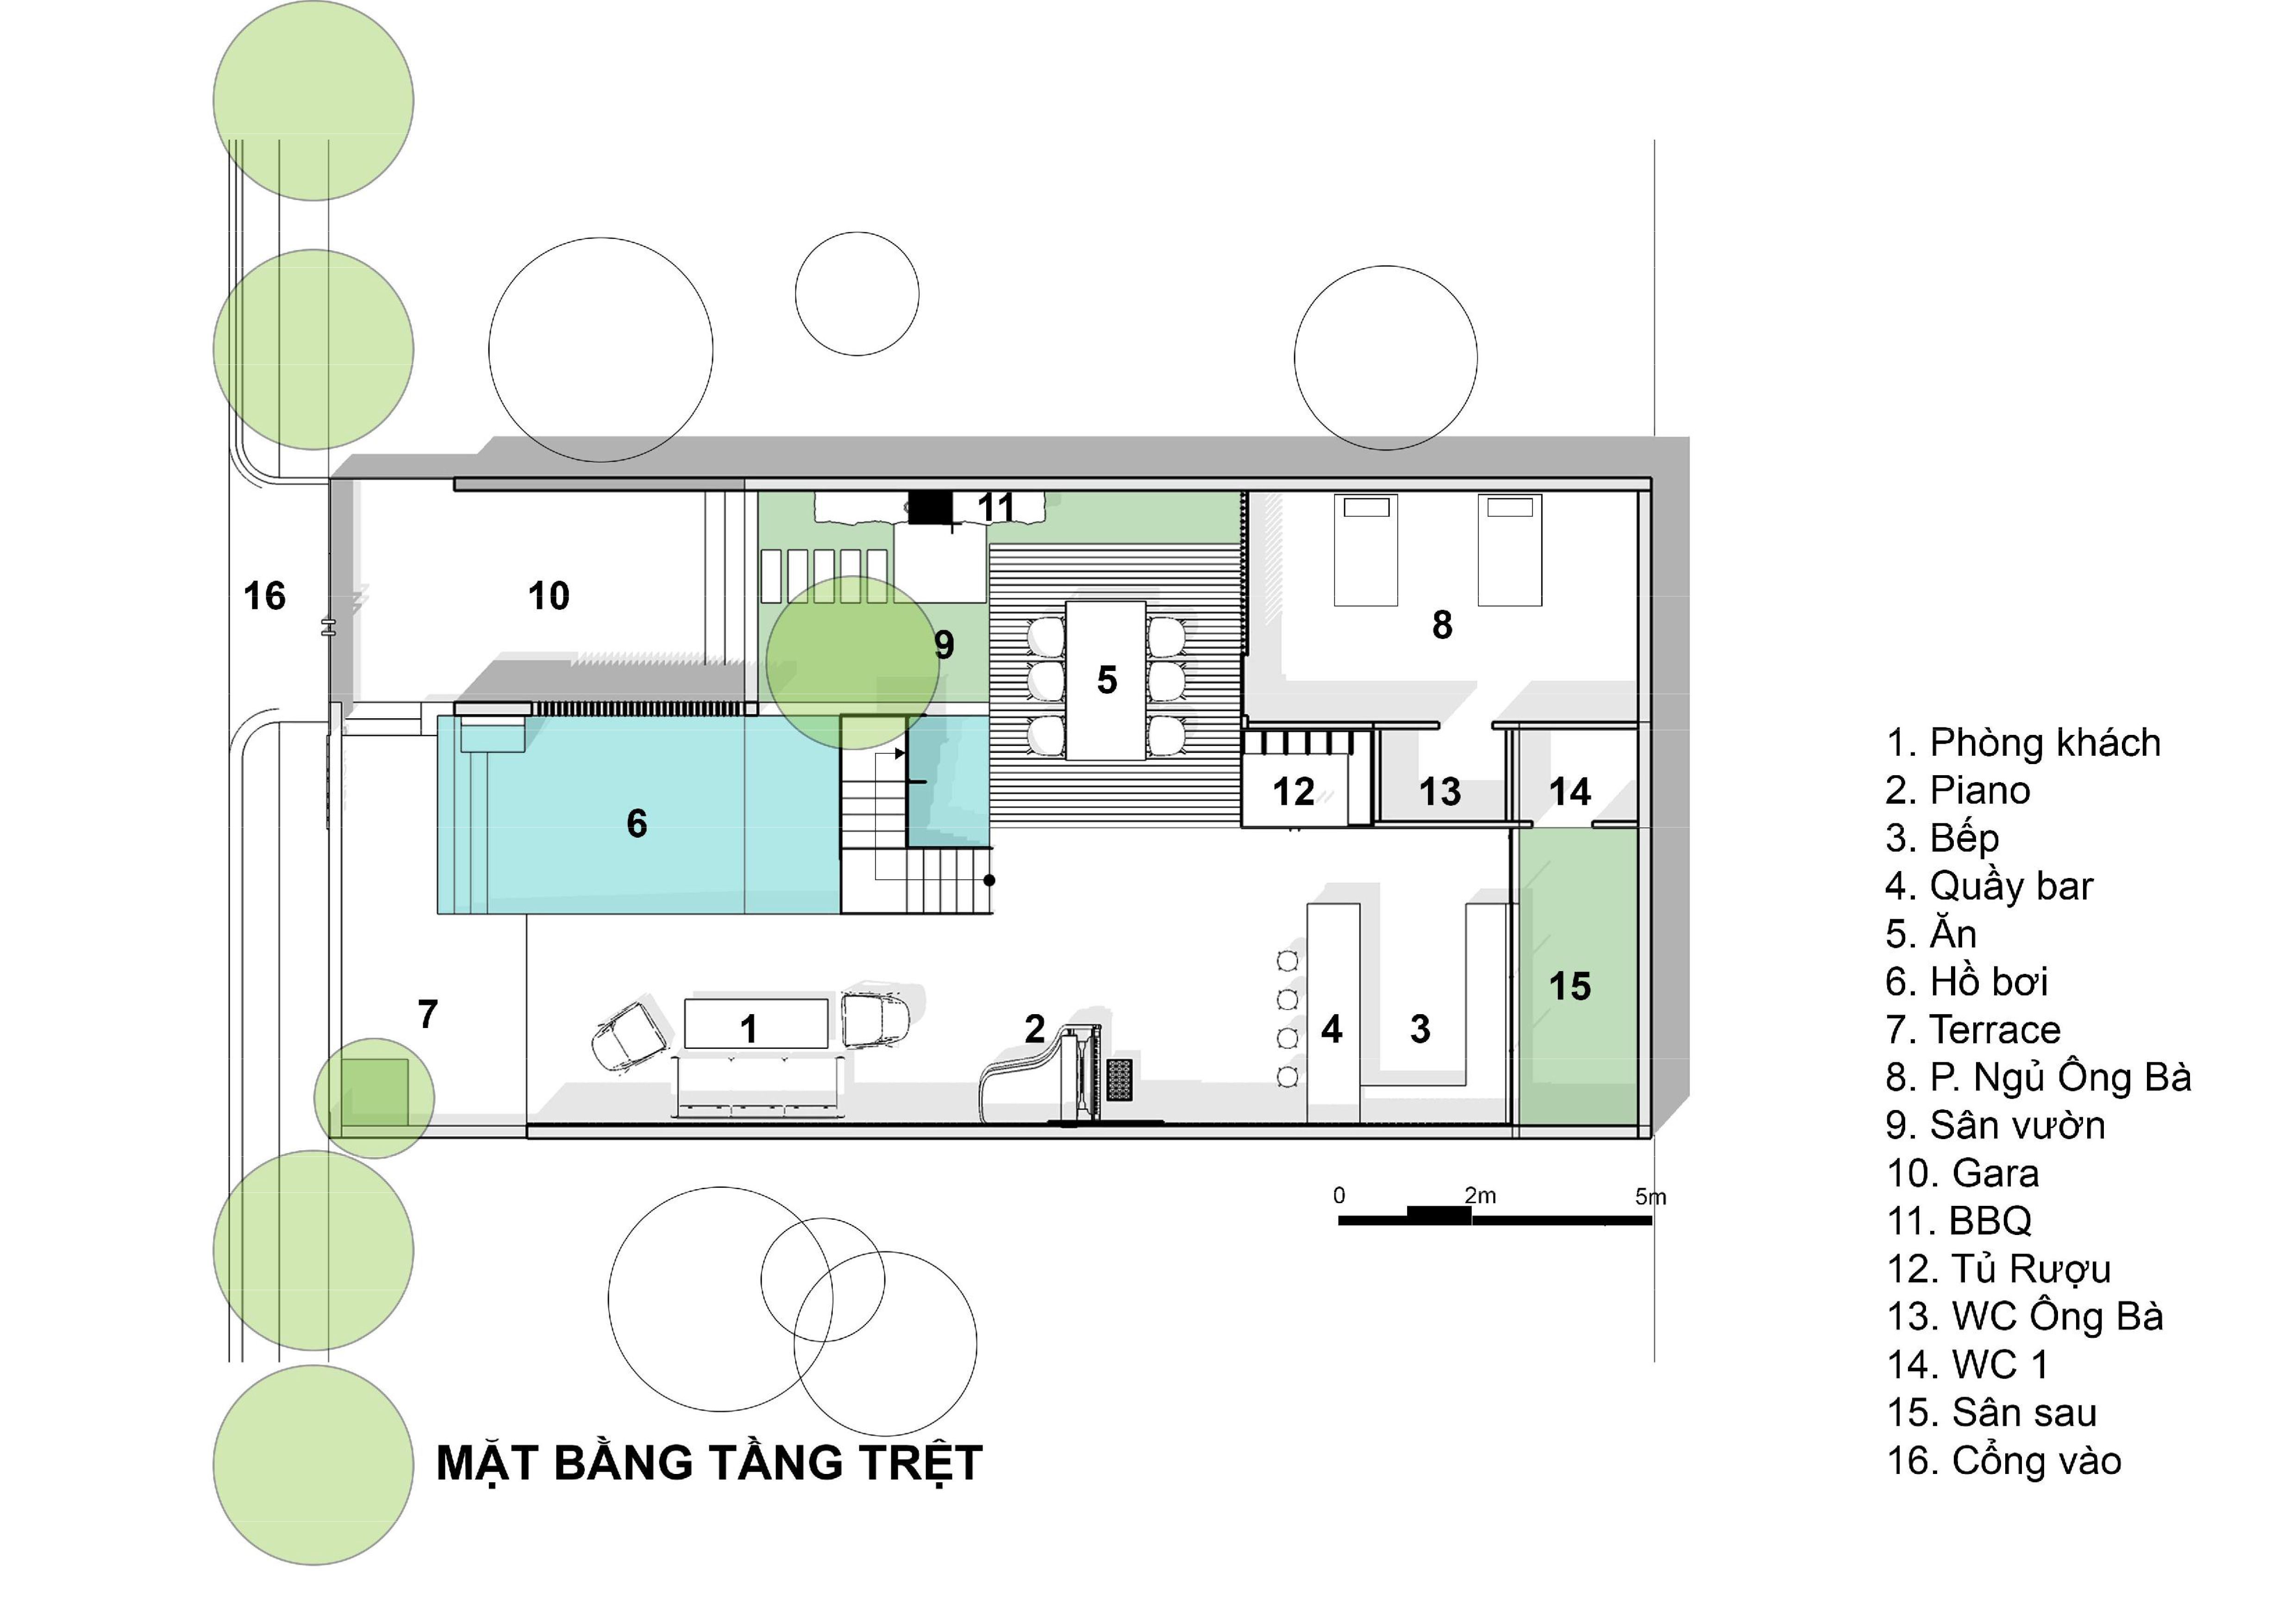 11
16
10
9
8
5
12
13
14
6
15
7
1
2
4
3
0 2m 5m
MẶT BẰNG TẦNG TRỆT
1. Phòng khách
2. Piano
3. Bếp
4. Quầy bar
5. Ăn
6. Hồ bơi
7. Terrace
8. P. Ngủ Ông Bà
9. Sân vườn
10. Gara
11. BBQ
12. Tủ Rượu
13. WC Ông Bà
14. WC 1
15. Sân sau
16. Cổng vào